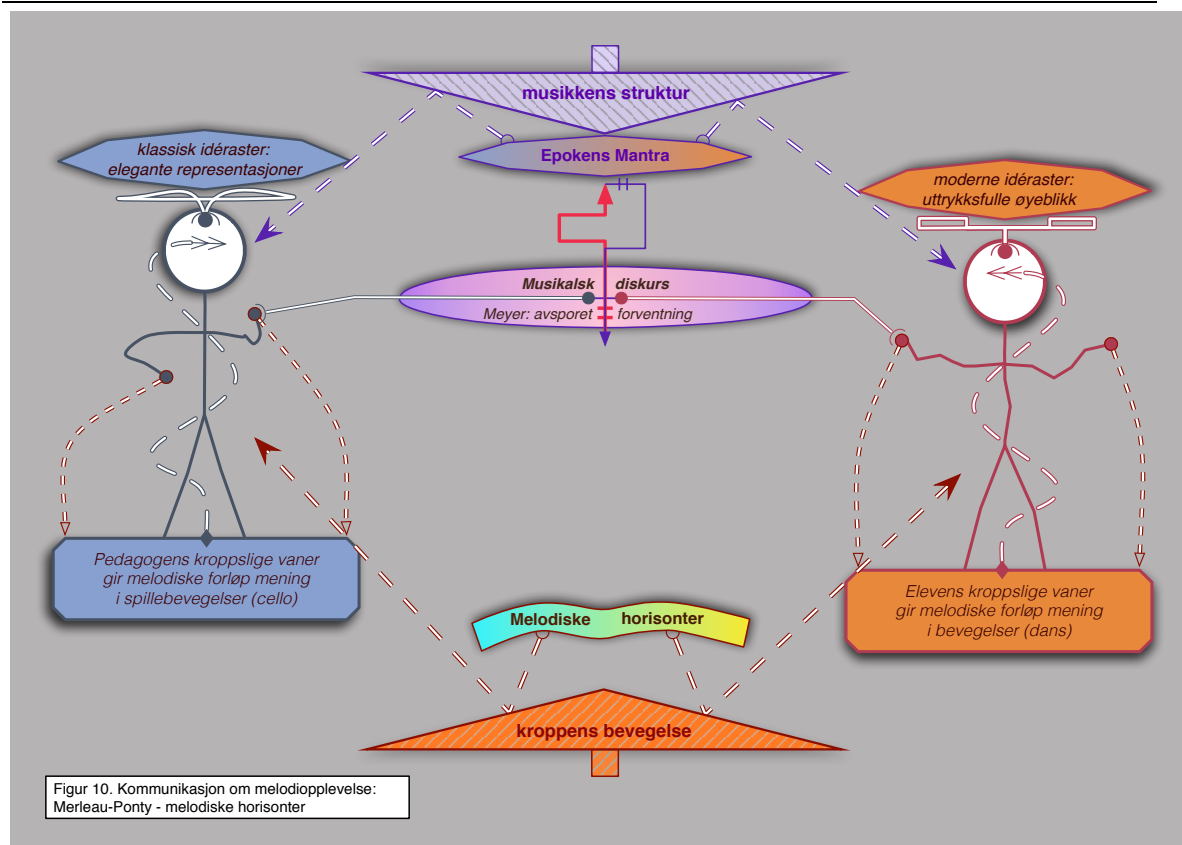 musikkens struktur
klassisk idéraster:
elegante representasjoner
Epokens Mantra
moderne idéraster:
uttrykksfulle øyeblikk
Musikalsk diskurs
Meyer: avsporet forventning
Pedagogens kroppslige vaner
gir melodiske forløp mening
i spillebevegelser (cello)
Elevens kroppslige vaner
gir melodiske forløp mening
i bevegelser (dans)
Melodiske horisonter
kroppens bevegelse
Figur 10. Kommunikasjon om melodiopplevelse:
Merleau-Ponty - melodiske horisonter